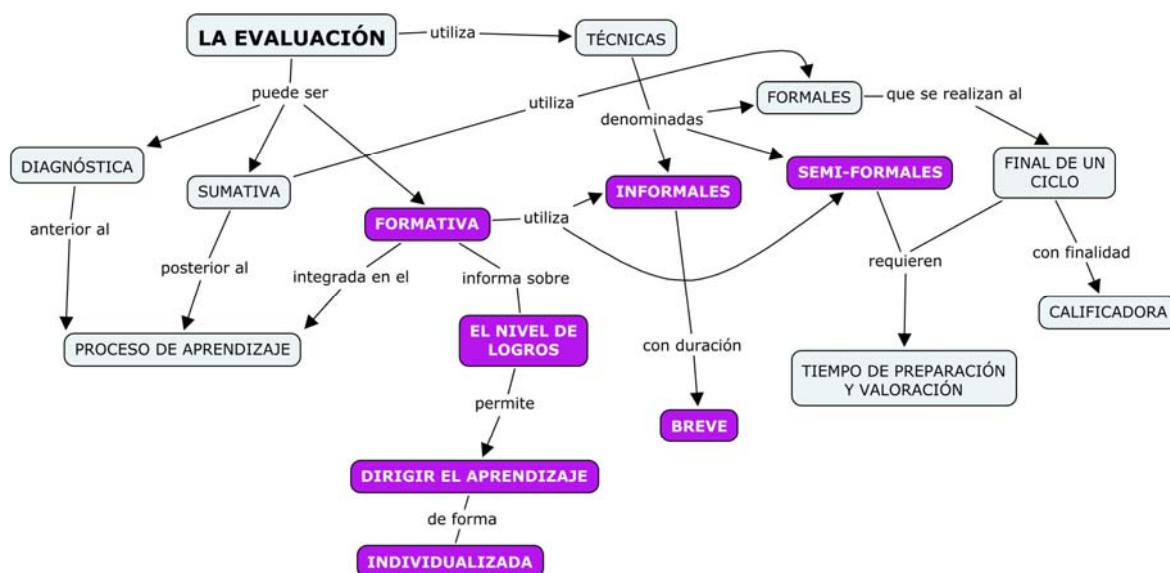 LA EVALUACIÓN
utiliza
TÉCNICAS
puede ser
utiliza
FORMALES
que se realizan al
denominadas
DIAGNÓSTICA
SUMATIVA
INFORMALES
SEMI-FORMALES
FINAL DE UN
CICLO
FORMATIVA
utiliza
anterior al
posterior al
integrada en el
informa sobre
requieren
con finalidad
PROCESO DE APRENDIZAJE
EL NIVEL DE
LOGROS
con duración
CALIFICADORA
TIEMPO DE PREPARACIÓN
Y VALORACIÓN
permite
BREVE
DIRIGIR EL APRENDIZAJE
de forma
INDIVIDUALIZADA